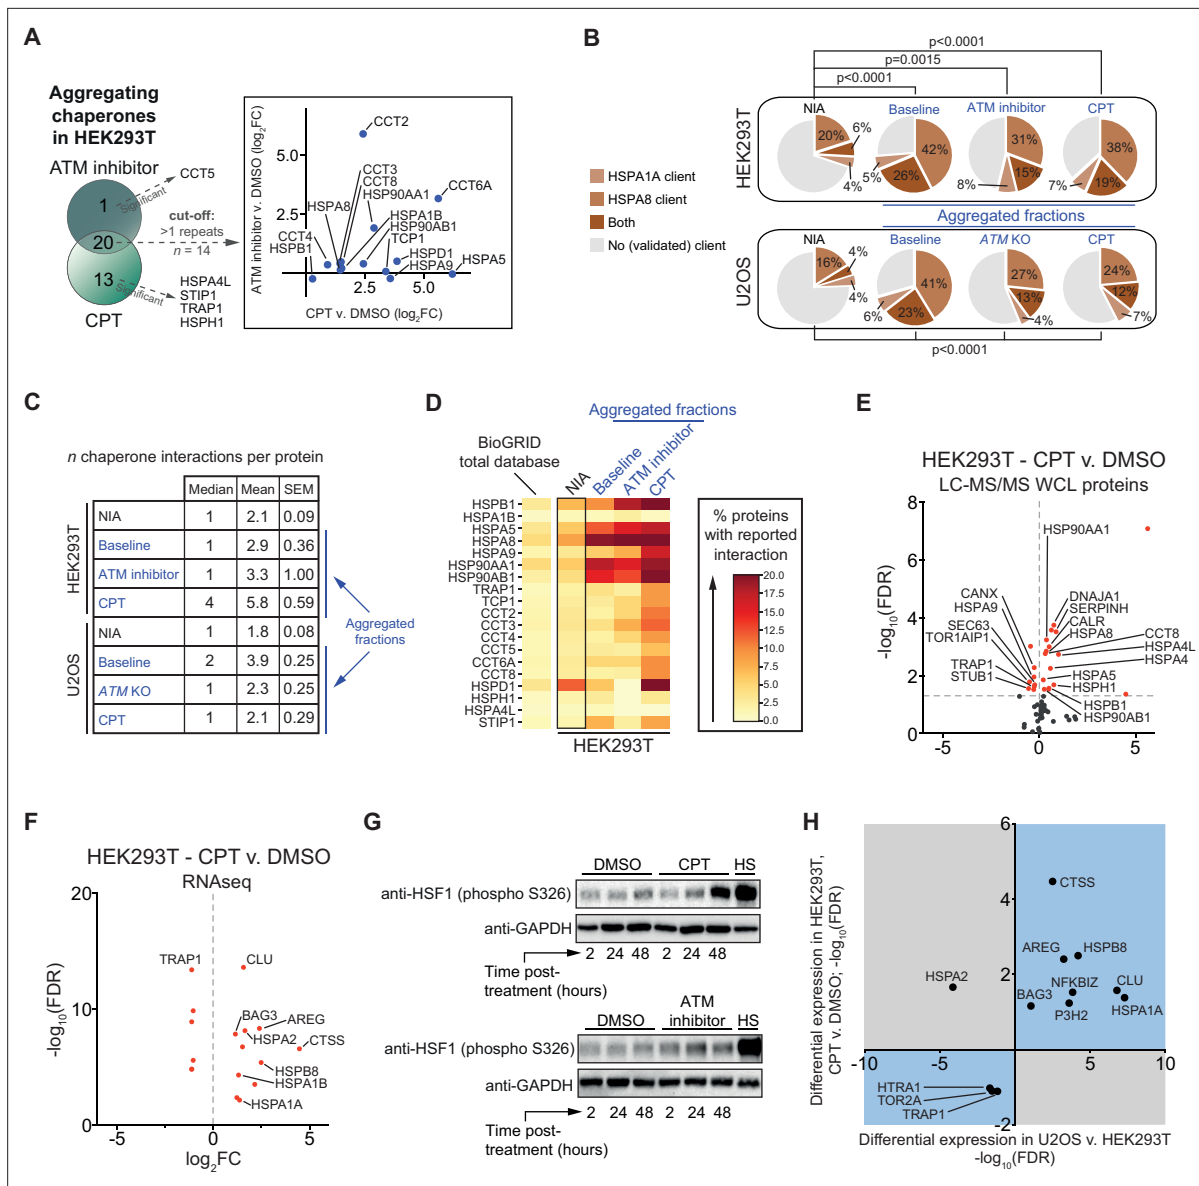 A
Aggregating
chaperones
in HEK293T
ATM inhibitor
1
20
13
CPT
Significant
CCT5
cut-off:
>1 repeats
n = 14
Significant
HSPA4L
STIP1
TRAP1
HSPH1
ATM inhibitor v. DMSO (log2FC)
5.0
2.5
2.5
5.0
CCT2
CCT3
CCT8
HSP90AA1
CCT6A
HSPA8
HSPA1B
HSP90AB1
TCP1
CCT4
HSPB1
HSPD1
HSPA9
HSPA5
CPT v. DMSO (log2FC)
B
p<0.0001
p=0.0015
p<0.0001
HSPA1A client
HSPA8 client
Both
No (validated) client
HEK293T
NIA
Baseline
ATM inhibitor
CPT
20%
6%
4%
42%
26%
5%
31%
15%
8%
38%
19%
7%
Aggregated fractions
U2OS
NIA
Baseline
ATM KO
CPT
16%
4%
4%
41%
23%
6%
27%
13%
4%
24%
12%
7%
p<0.0001
C
n chaperone interactions per protein
Median Mean SEM
HEK293T
NIA 1 2.1 0.09
Baseline 1 2.9 0.36
ATM inhibitor 1 3.3 1.00
CPT 4 5.8 0.59
U2OS
NIA 1 1.8 0.08
Baseline 2 3.9 0.25
ATM KO 1 2.3 0.25
CPT 1 2.1 0.29
Aggregated
fractions
D
Aggregated fractions
BioGRID
total database
NIA
Baseline
ATM inhibitor
CPT
HSPB1
HSPA1B
HSPA5
HSPA8
HSPA9
HSP90AA1
HSP90AB1
TRAP1
TCP1
CCT2
CCT3
CCT4
CCT5
CCT6A
CCT8
HSPD1
HSPH1
HSPA4L
STIP1
HEK293T
% proteins
with reported
interaction
20.0
17.5
15.0
12.5
10.0
7.5
5.0
2.5
0.0
E
HEK293T - CPT v. DMSO
LC-MS/MS WCL proteins
-log10(FDR)
8
6
4
2
0
-5
0
5
HSP90AA1
CANX
HSPA9
SEC63
TOR1AIP1
TRAP1
STUB1
DNAJA1
SERPINH
CALR
HSPA8
CCT8
HSPA4L
HSPA4
HSPA5
HSPH1
HSPB1
HSP90AB1
F
HEK293T - CPT v. DMSO
RNAseq
-log10(FDR)
20
10
0
-5
0
5
log2FC
TRAP1
CLU
BAG3
AREG
HSPA2
CTSS
HSPB8
HSPA1B
HSPA1A
G
DMSO CPT HS
anti-HSF1 (phospho S326)
anti-GAPDH
2 24 48 2 24 48
Time post-
treatment (hours)
ATM
DMSO inhibitor HS
anti-HSF1 (phospho S326)
anti-GAPDH
2 24 48 2 24 48
Time post-
treatment (hours)
H
Differential expression in HEK293T,
CPT v. DMSO; -log10(FDR)
6
4
2
-2
-10
-5
0
5
10
CTSS
AREG
HSPB8
HSPA2
NFKBIZ
CLU
BAG3
P3H2
HSPA1A
HTRA1
TOR2A
TRAP1
Differential expression in U2OS v. HEK293T
-log10(FDR)